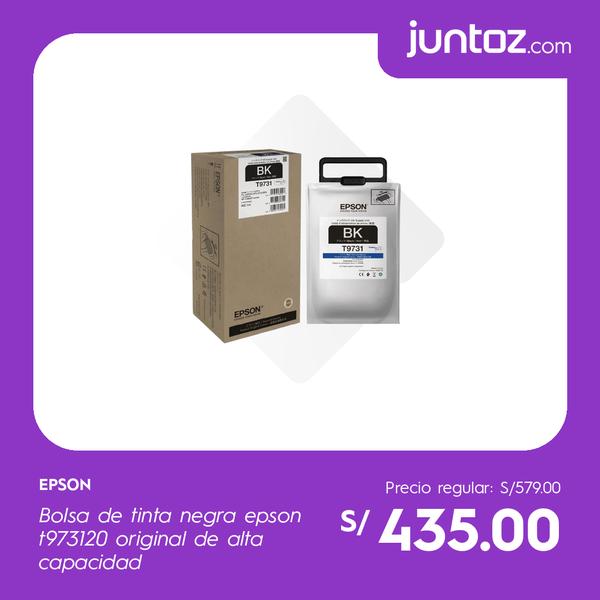 juntoz.com
BK
T9731
EPSON
EPSON
BK
T9731
EPSON
Bolsa de tinta negra epson
t973120 original de alta
capacidad
Precio regular: S/579.00
S/ 435.00